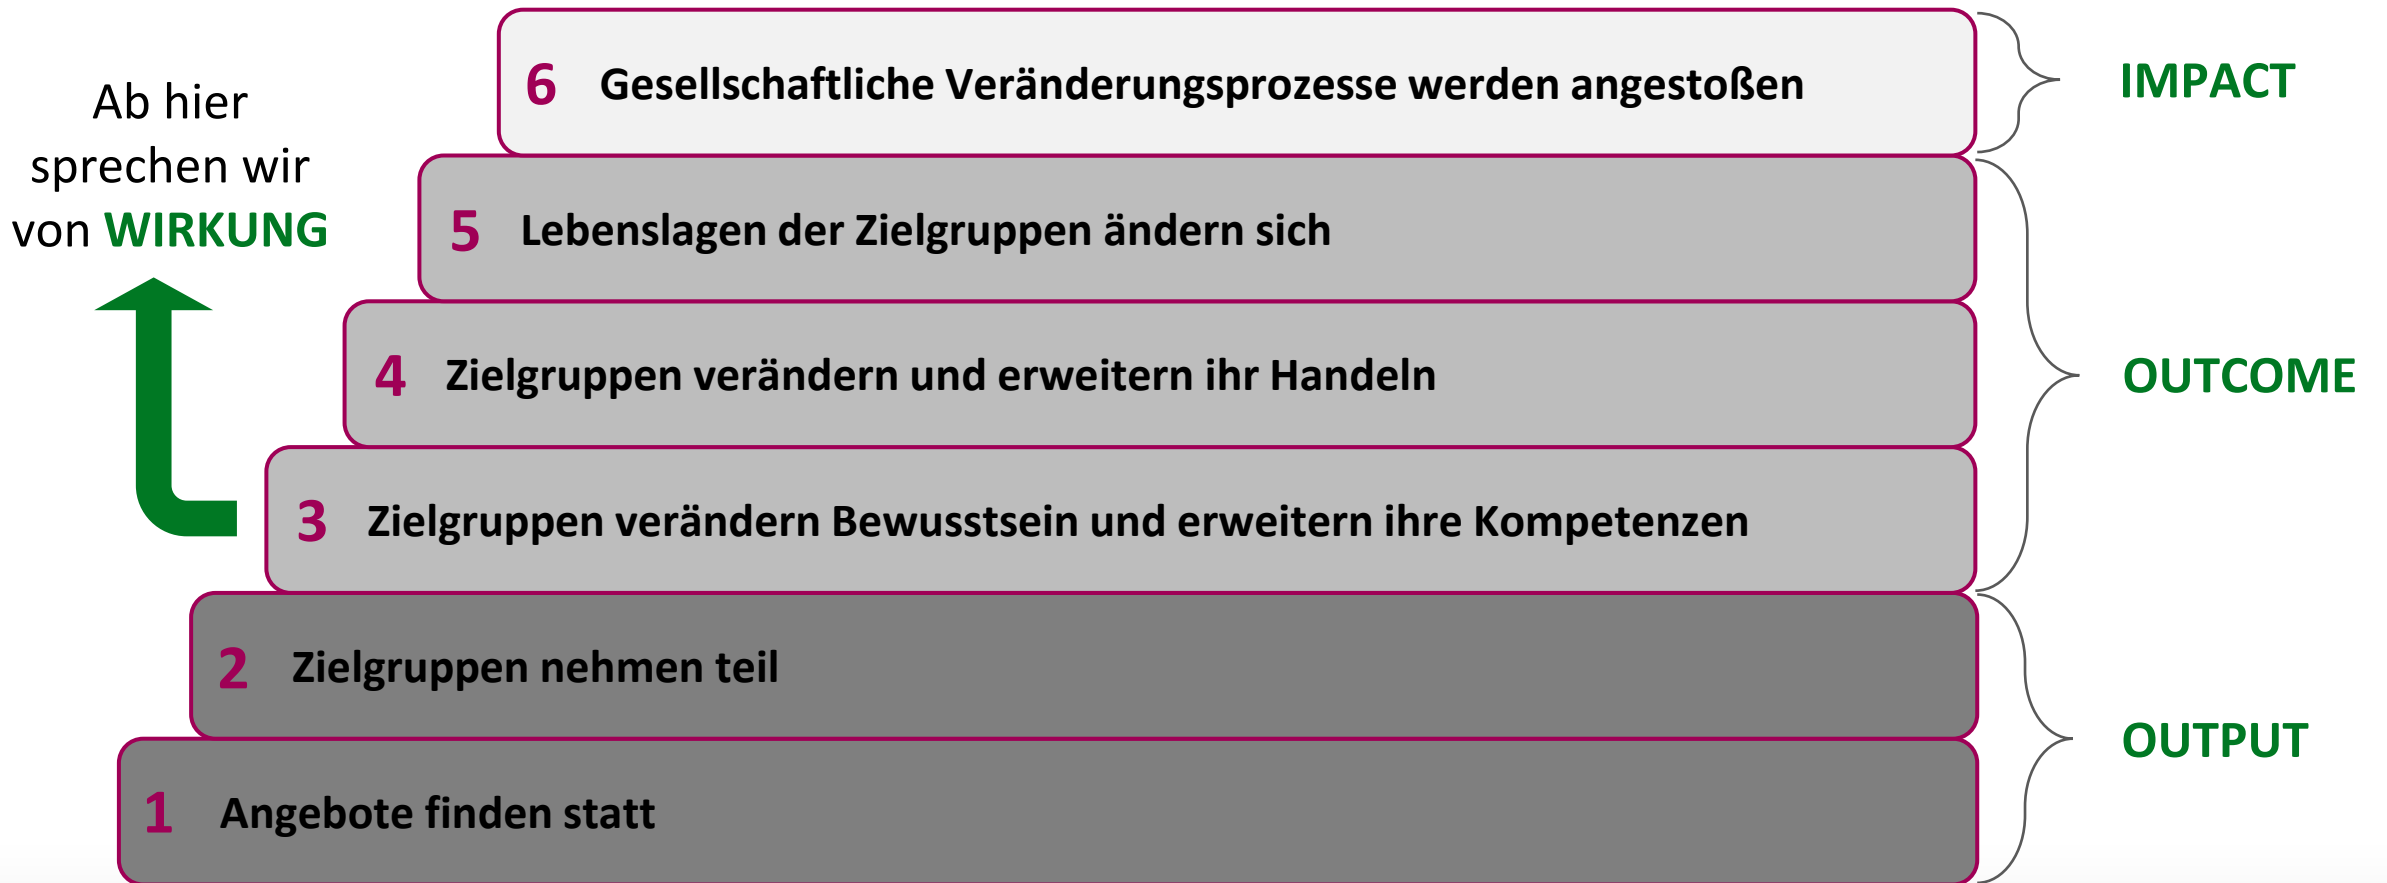 Ab hier
sprechen wir
von WIRKUNG
6 Gesellschaftliche Veränderungsprozesse werden angestoßen
IMPACT
5 Lebenslagen der Zielgruppen ändern sich
4 Zielgruppen verändern und erweitern ihr Handeln
OUTCOME
3 Zielgruppen verändern Bewusstsein und erweitern ihre Kompetenzen
2 Zielgruppen nehmen teil
OUTPUT
1 Angebote finden statt